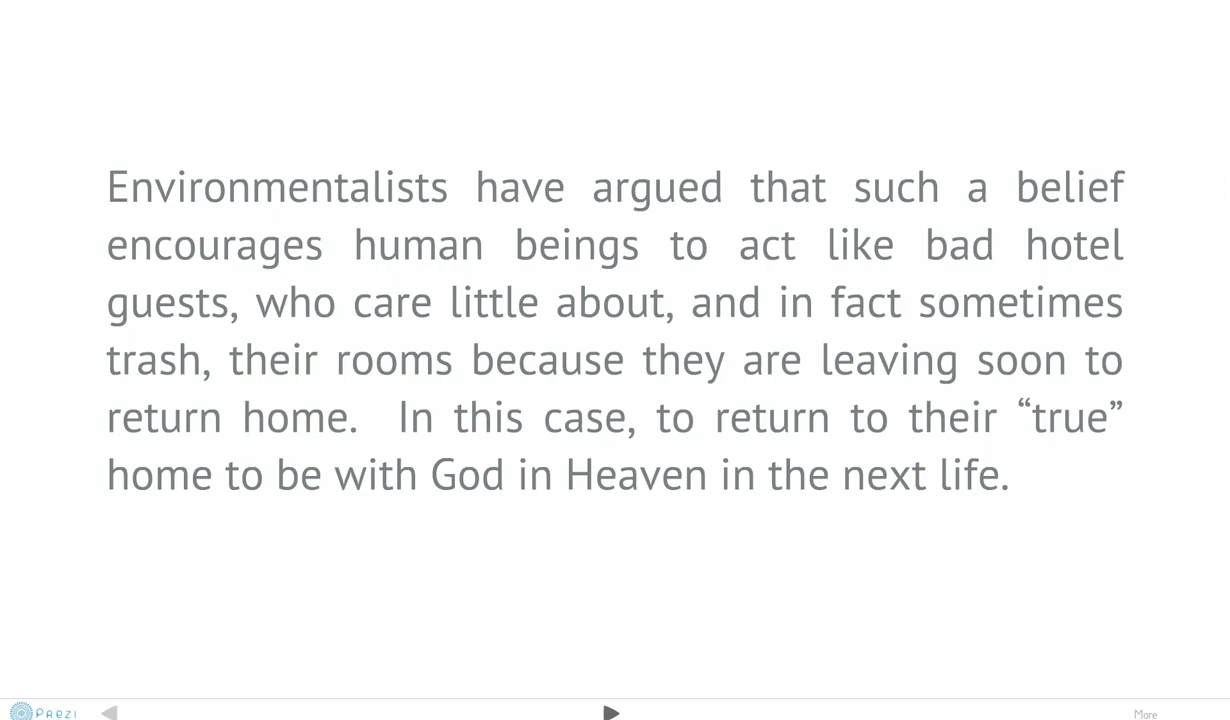 Environmentalists have argued that such a belief
encourages human beings to act like bad hotel
guests, who care little about, and in fact sometimes
trash, their rooms because they are leaving soon to
return home.  In this case, to return to their “true”
home to be with God in Heaven in the next life.
Prezi
More